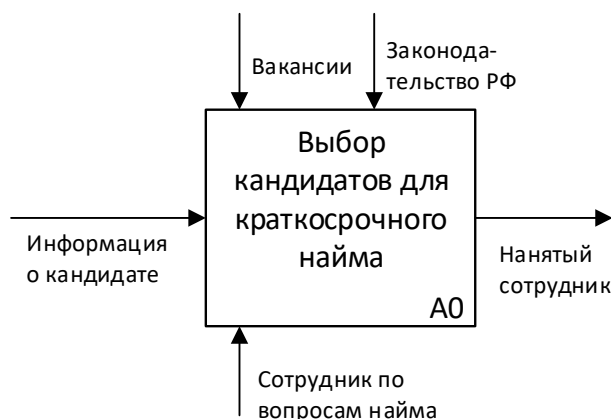 Вакансии
Законода-
тельство РФ
Выбор
кандидатов для
краткосрочного
найма
A0
Информация
о кандидате
Нанятый
сотрудник
Сотрудник по
вопросам найма